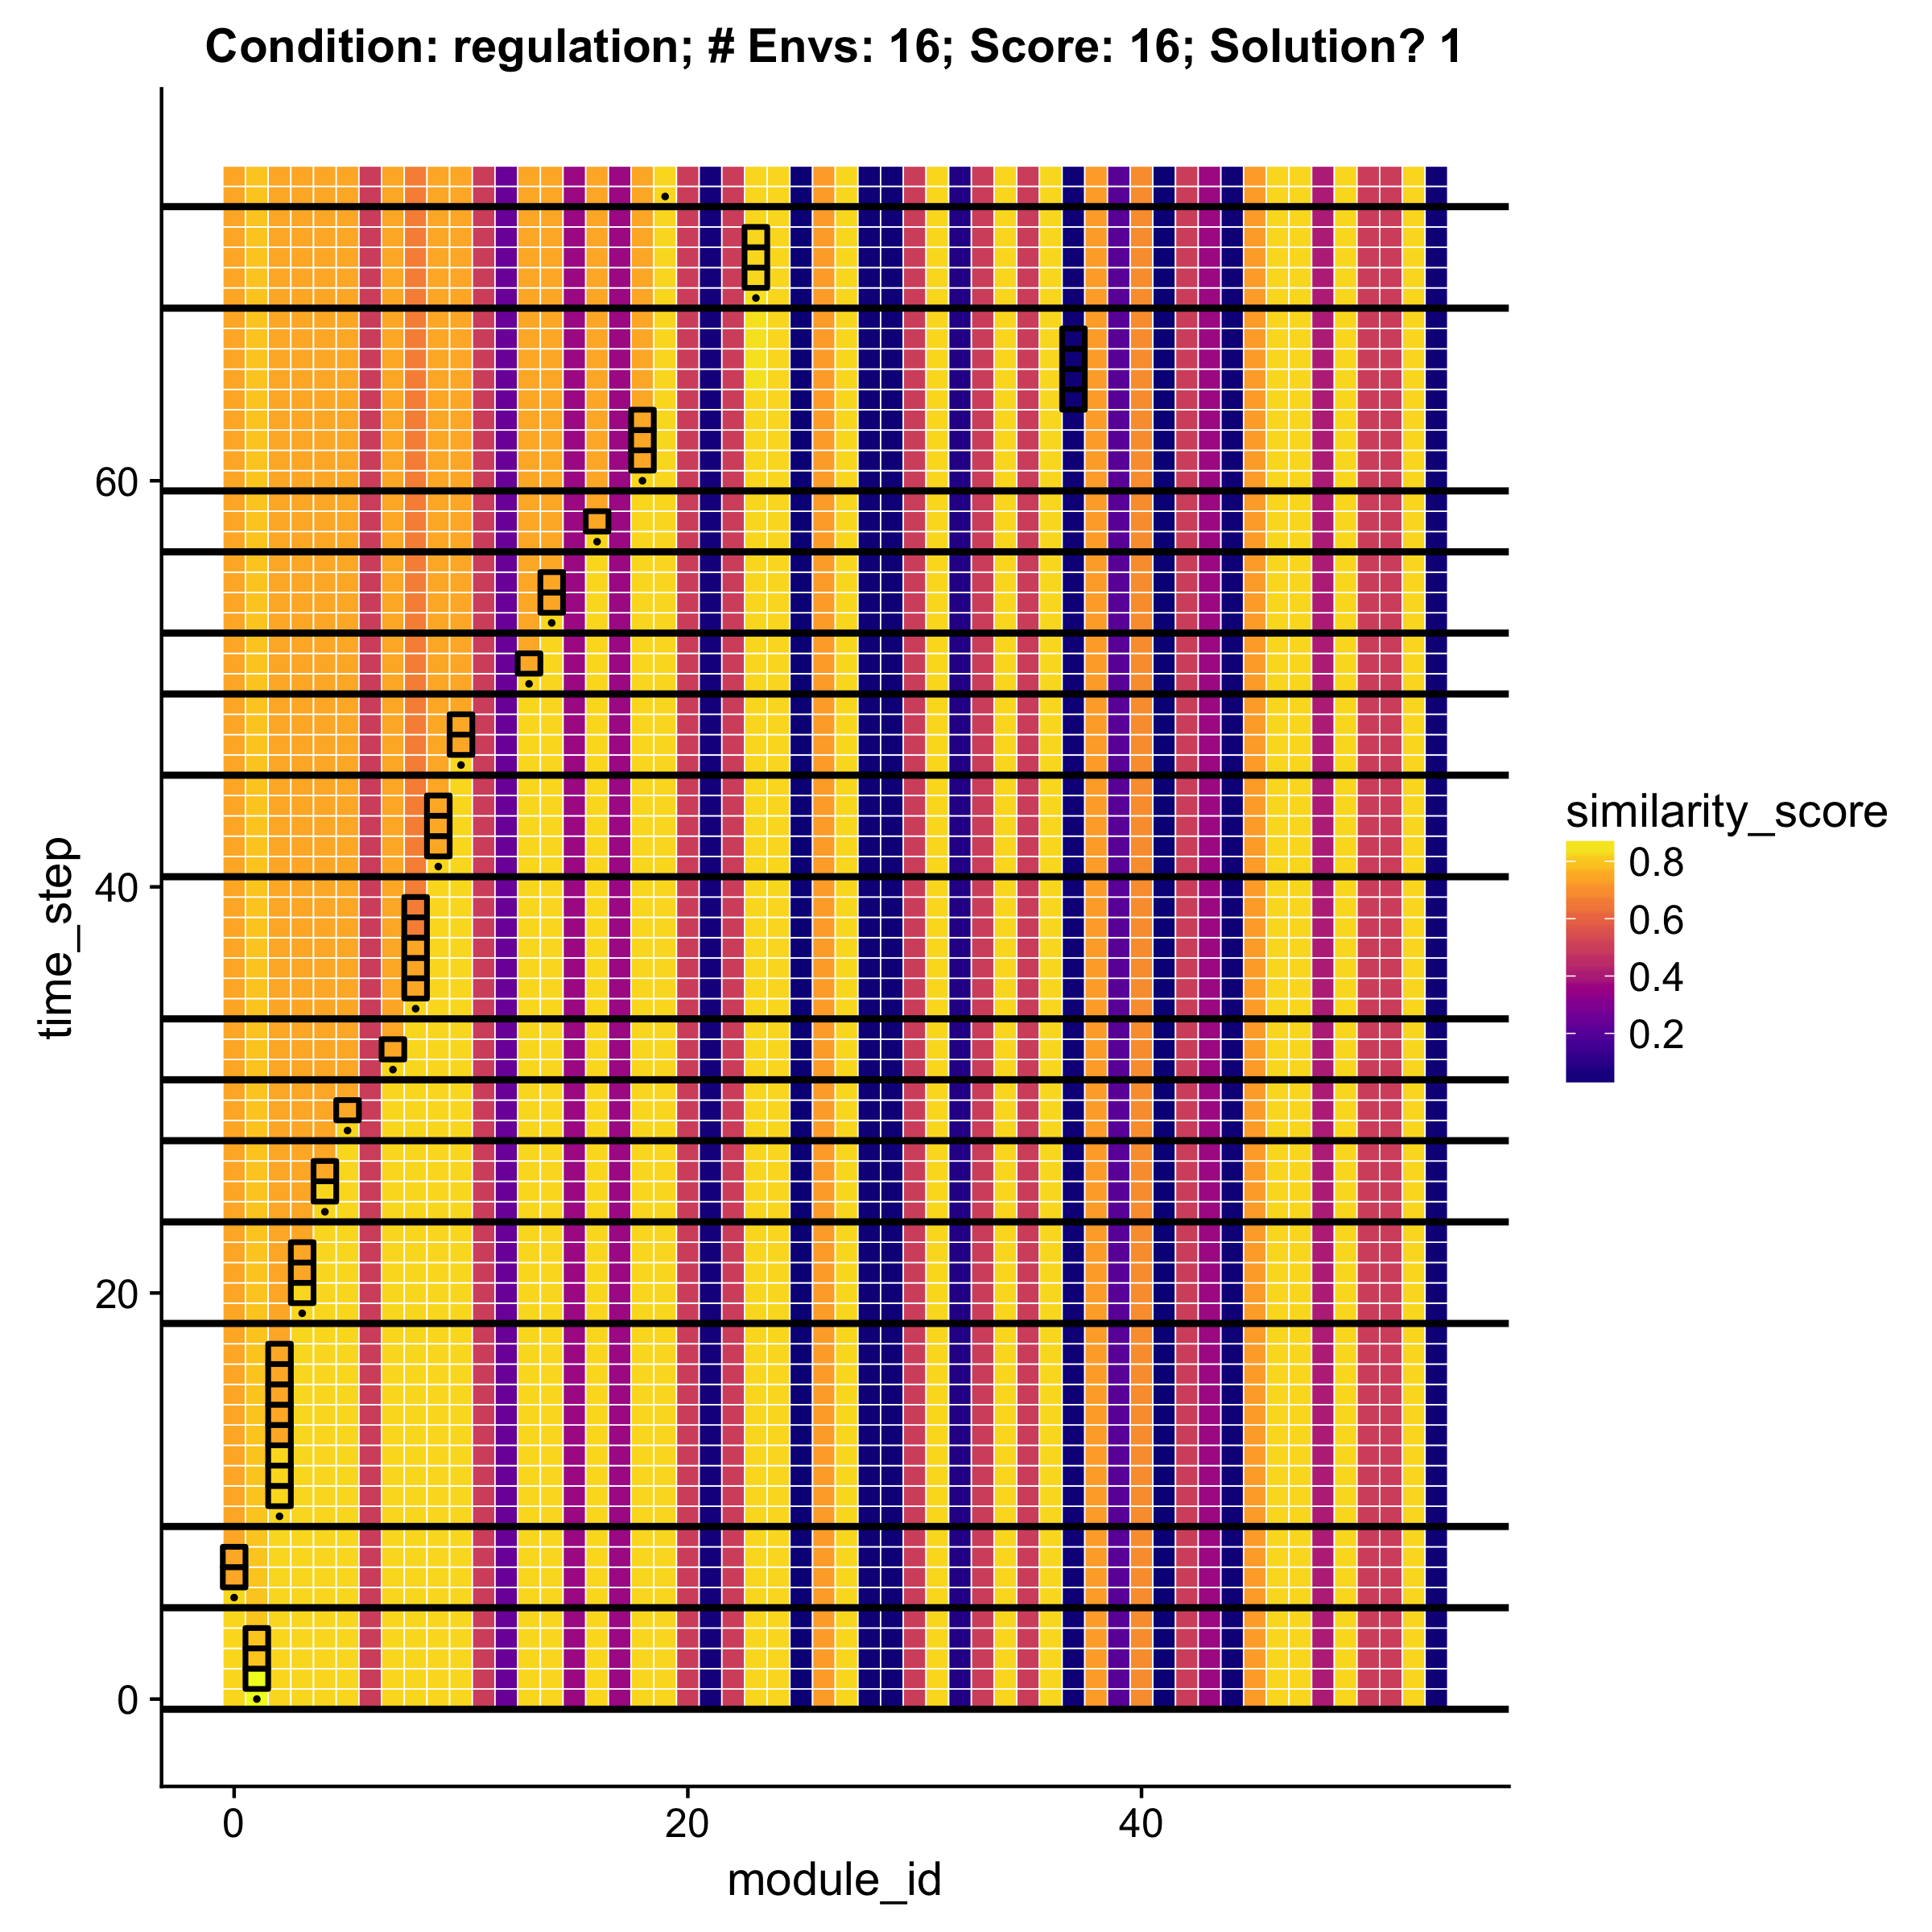 Condition: regulation; # Envs: 16; Score: 16; Solution? 1
time_step
60
40
20
0
0
20
40
module_id
similarity_score
0.8
0.6
0.4
0.2